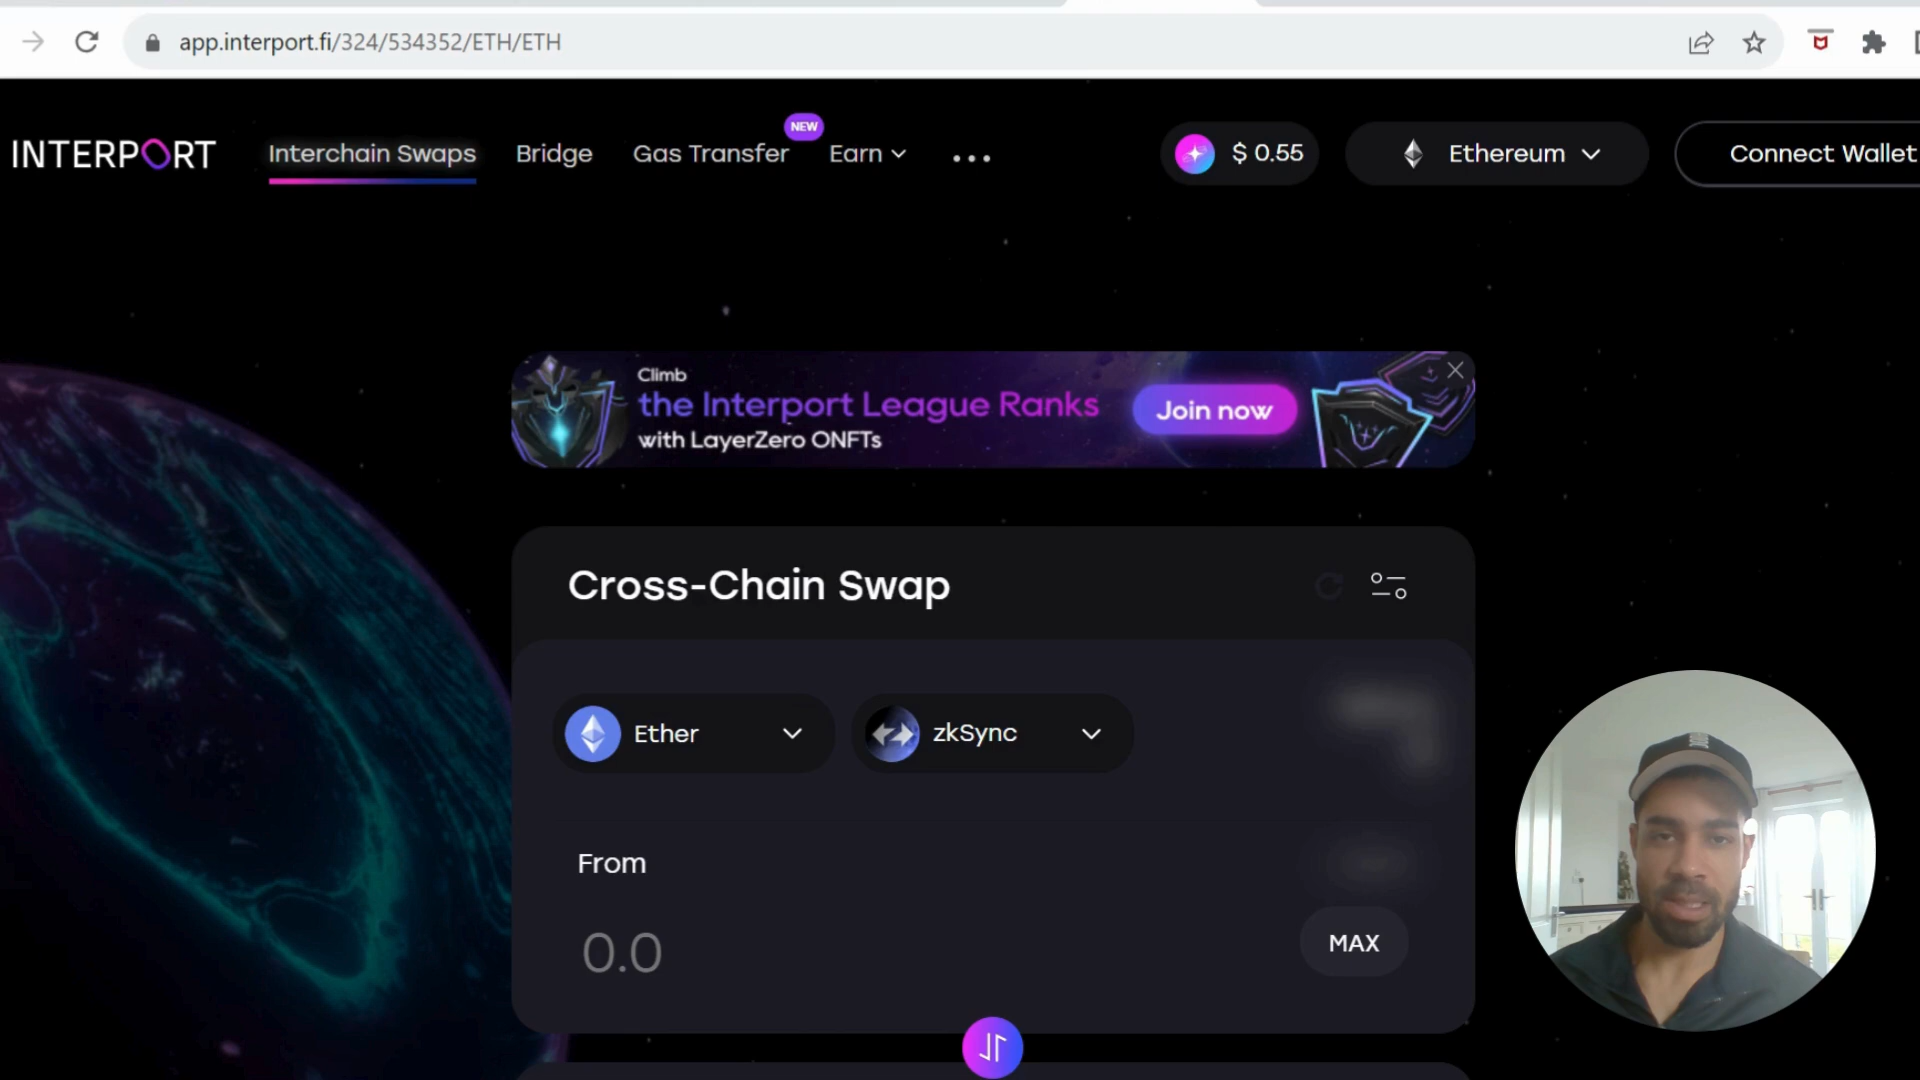 app.interport.fi/324/534352/ETH/ETH
INTERPORT
Interchain Swaps
Bridge
Gas Transfer
NEW
Earn
$ 0.55
Ethereum
Connect Wallet
Climb
the Interport League Ranks
with LayerZero ONFTs
Join now
Cross-Chain Swap
Ether
zkSync
From
0.0
MAX